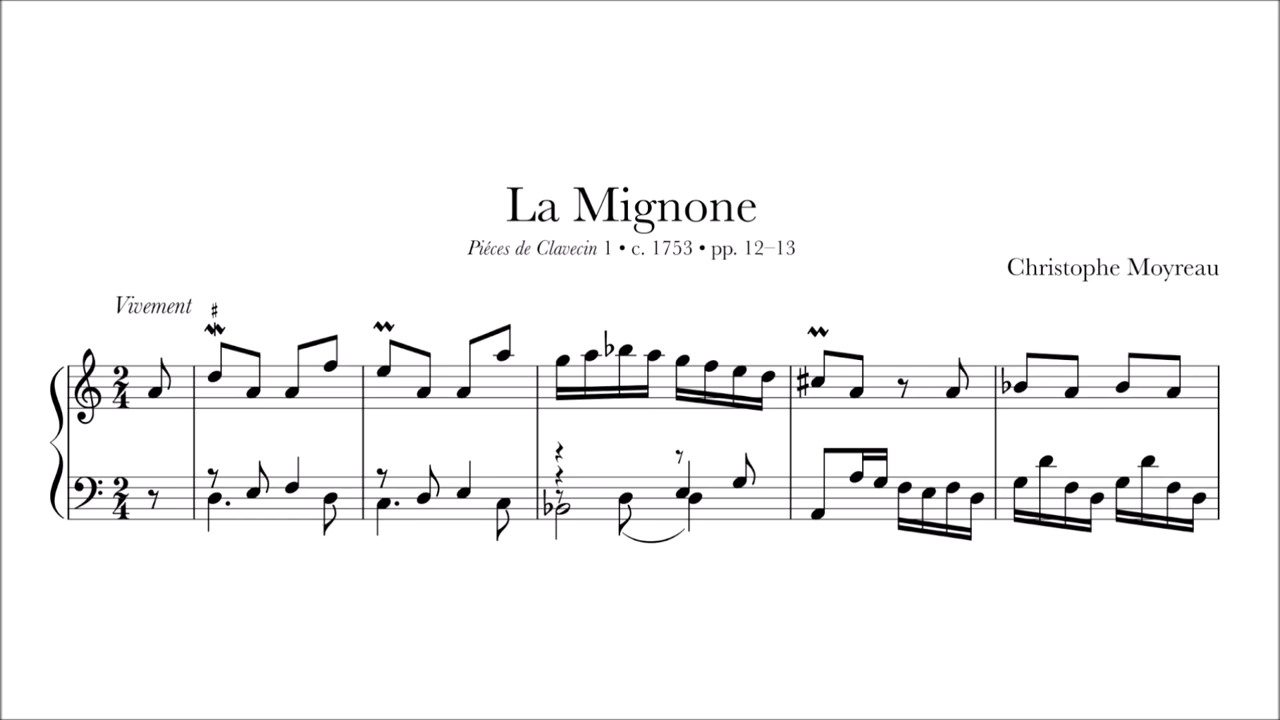 La Mignone
Piéces de Clavecin 1 • c. 1753 • pp. 12–13
Christophe Moyreau
Vivement